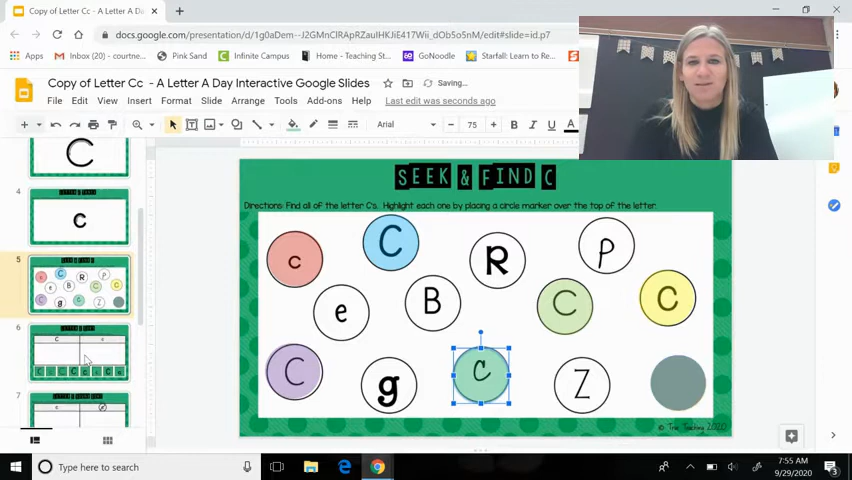 Copy of Letter Cc - A Letter A Day
docs.google.com/presentation/d/1g0aDem--J2GMnClRApRZauIHKJiE417Wii_dOb5o5nM/edit#slide=id.p7
Apps
Inbox (20) - courtne
Pink Sand
Infinite Campus
Home - Teaching St
GoNoodle
Starfall: Learn to Re
Copy of Letter Cc - A Letter A Day Interactive Google Slides
Saving...
File Edit View Insert Format Slide Arrange Tools Add-ons Help Last edit was seconds ago
Arial 75 B I U A
SEEK & FIND C
Directions: Find all of the letter C's. Highlight each one by placing a circle marker over the top of the letter.
c C R p
e B C C
C g c Z
© True Teaching 2020
4
c
5
6
7
Type here to search
7:55 AM
9/29/2020
3